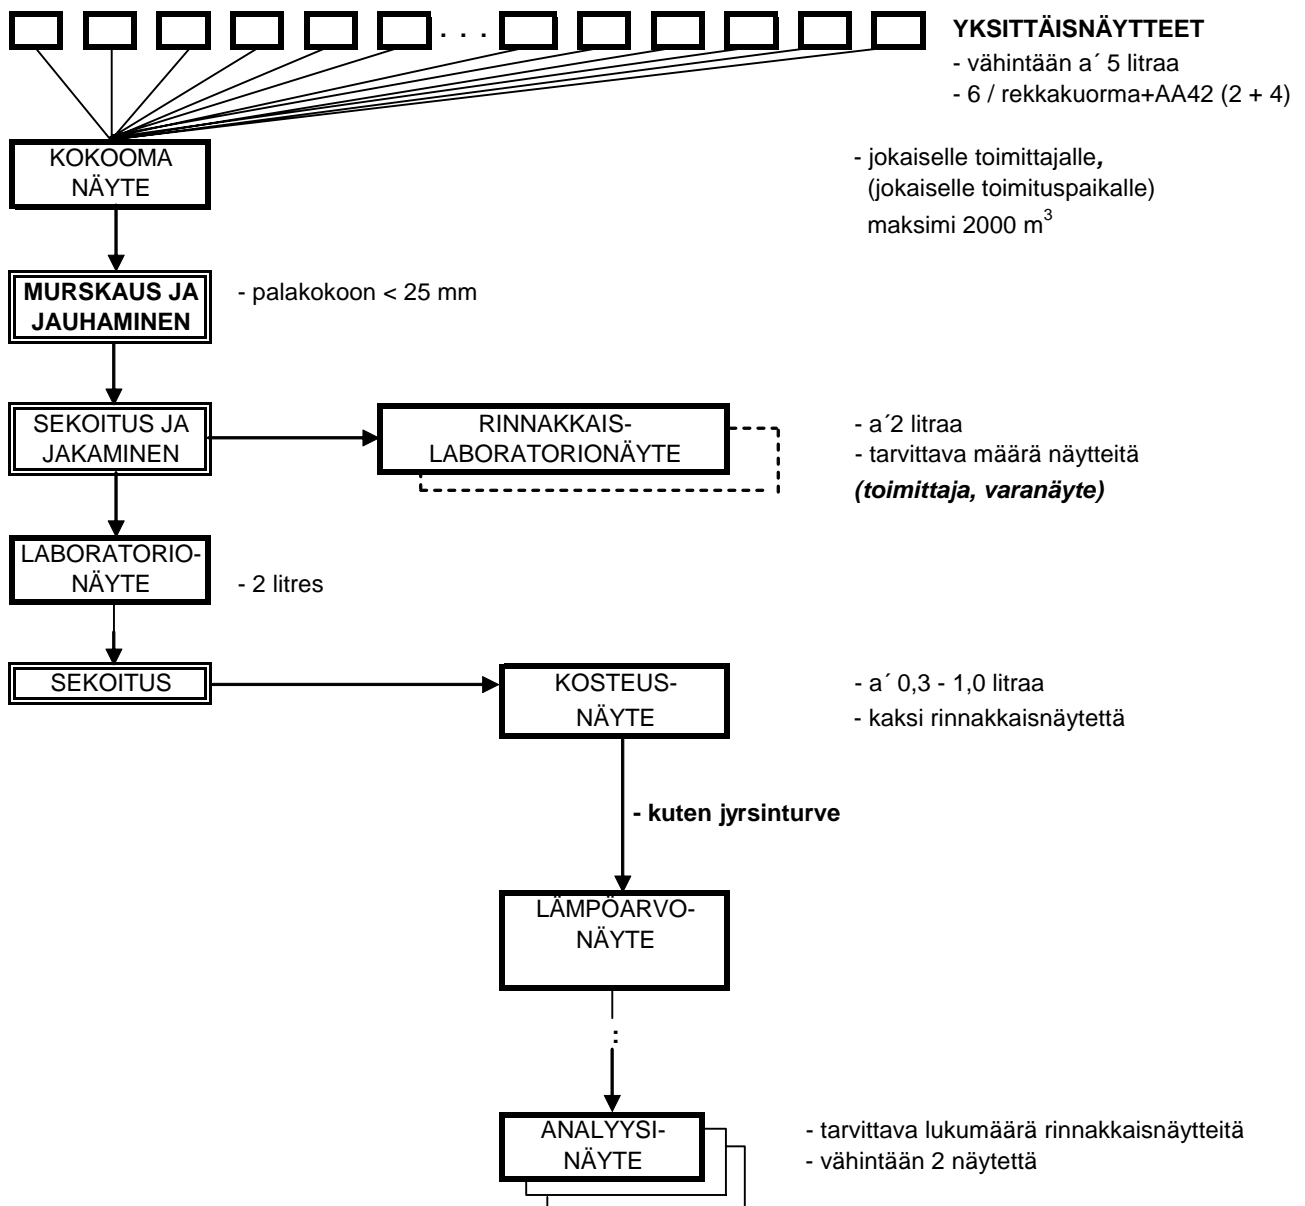 . . .
YKSITTÄISNÄYTTEET
- vähintään a´ 5 litraa
- 6 / rekkakuorma+AA42 (2 + 4)
KOKOOMA
NÄYTE
- jokaiselle toimittajalle,
(jokaiselle toimituspaikalle)
maksimi 2000 m³
MURSKAUS JA
JAUHAMINEN
- palakokoon < 25 mm
SEKOITUS JA
JAKAMINEN
RINNAKKAIS-
LABORATORIONÄYTE
- a´2 litraa
- tarvittava määrä näytteitä
(toimittaja, varanäyte)
LABORATORIO-
NÄYTE
- 2 litres
SEKOITUS
KOSTEUS-
NÄYTE
- a´ 0,3 - 1,0 litraa
- kaksi rinnakkaisnäytettä
- kuten jyrsinturve
LÄMPÖARVO-
NÄYTE
:
ANALYYSI-
NÄYTE
- tarvittava lukumäärä rinnakkaisnäytteitä
- vähintään 2 näytettä